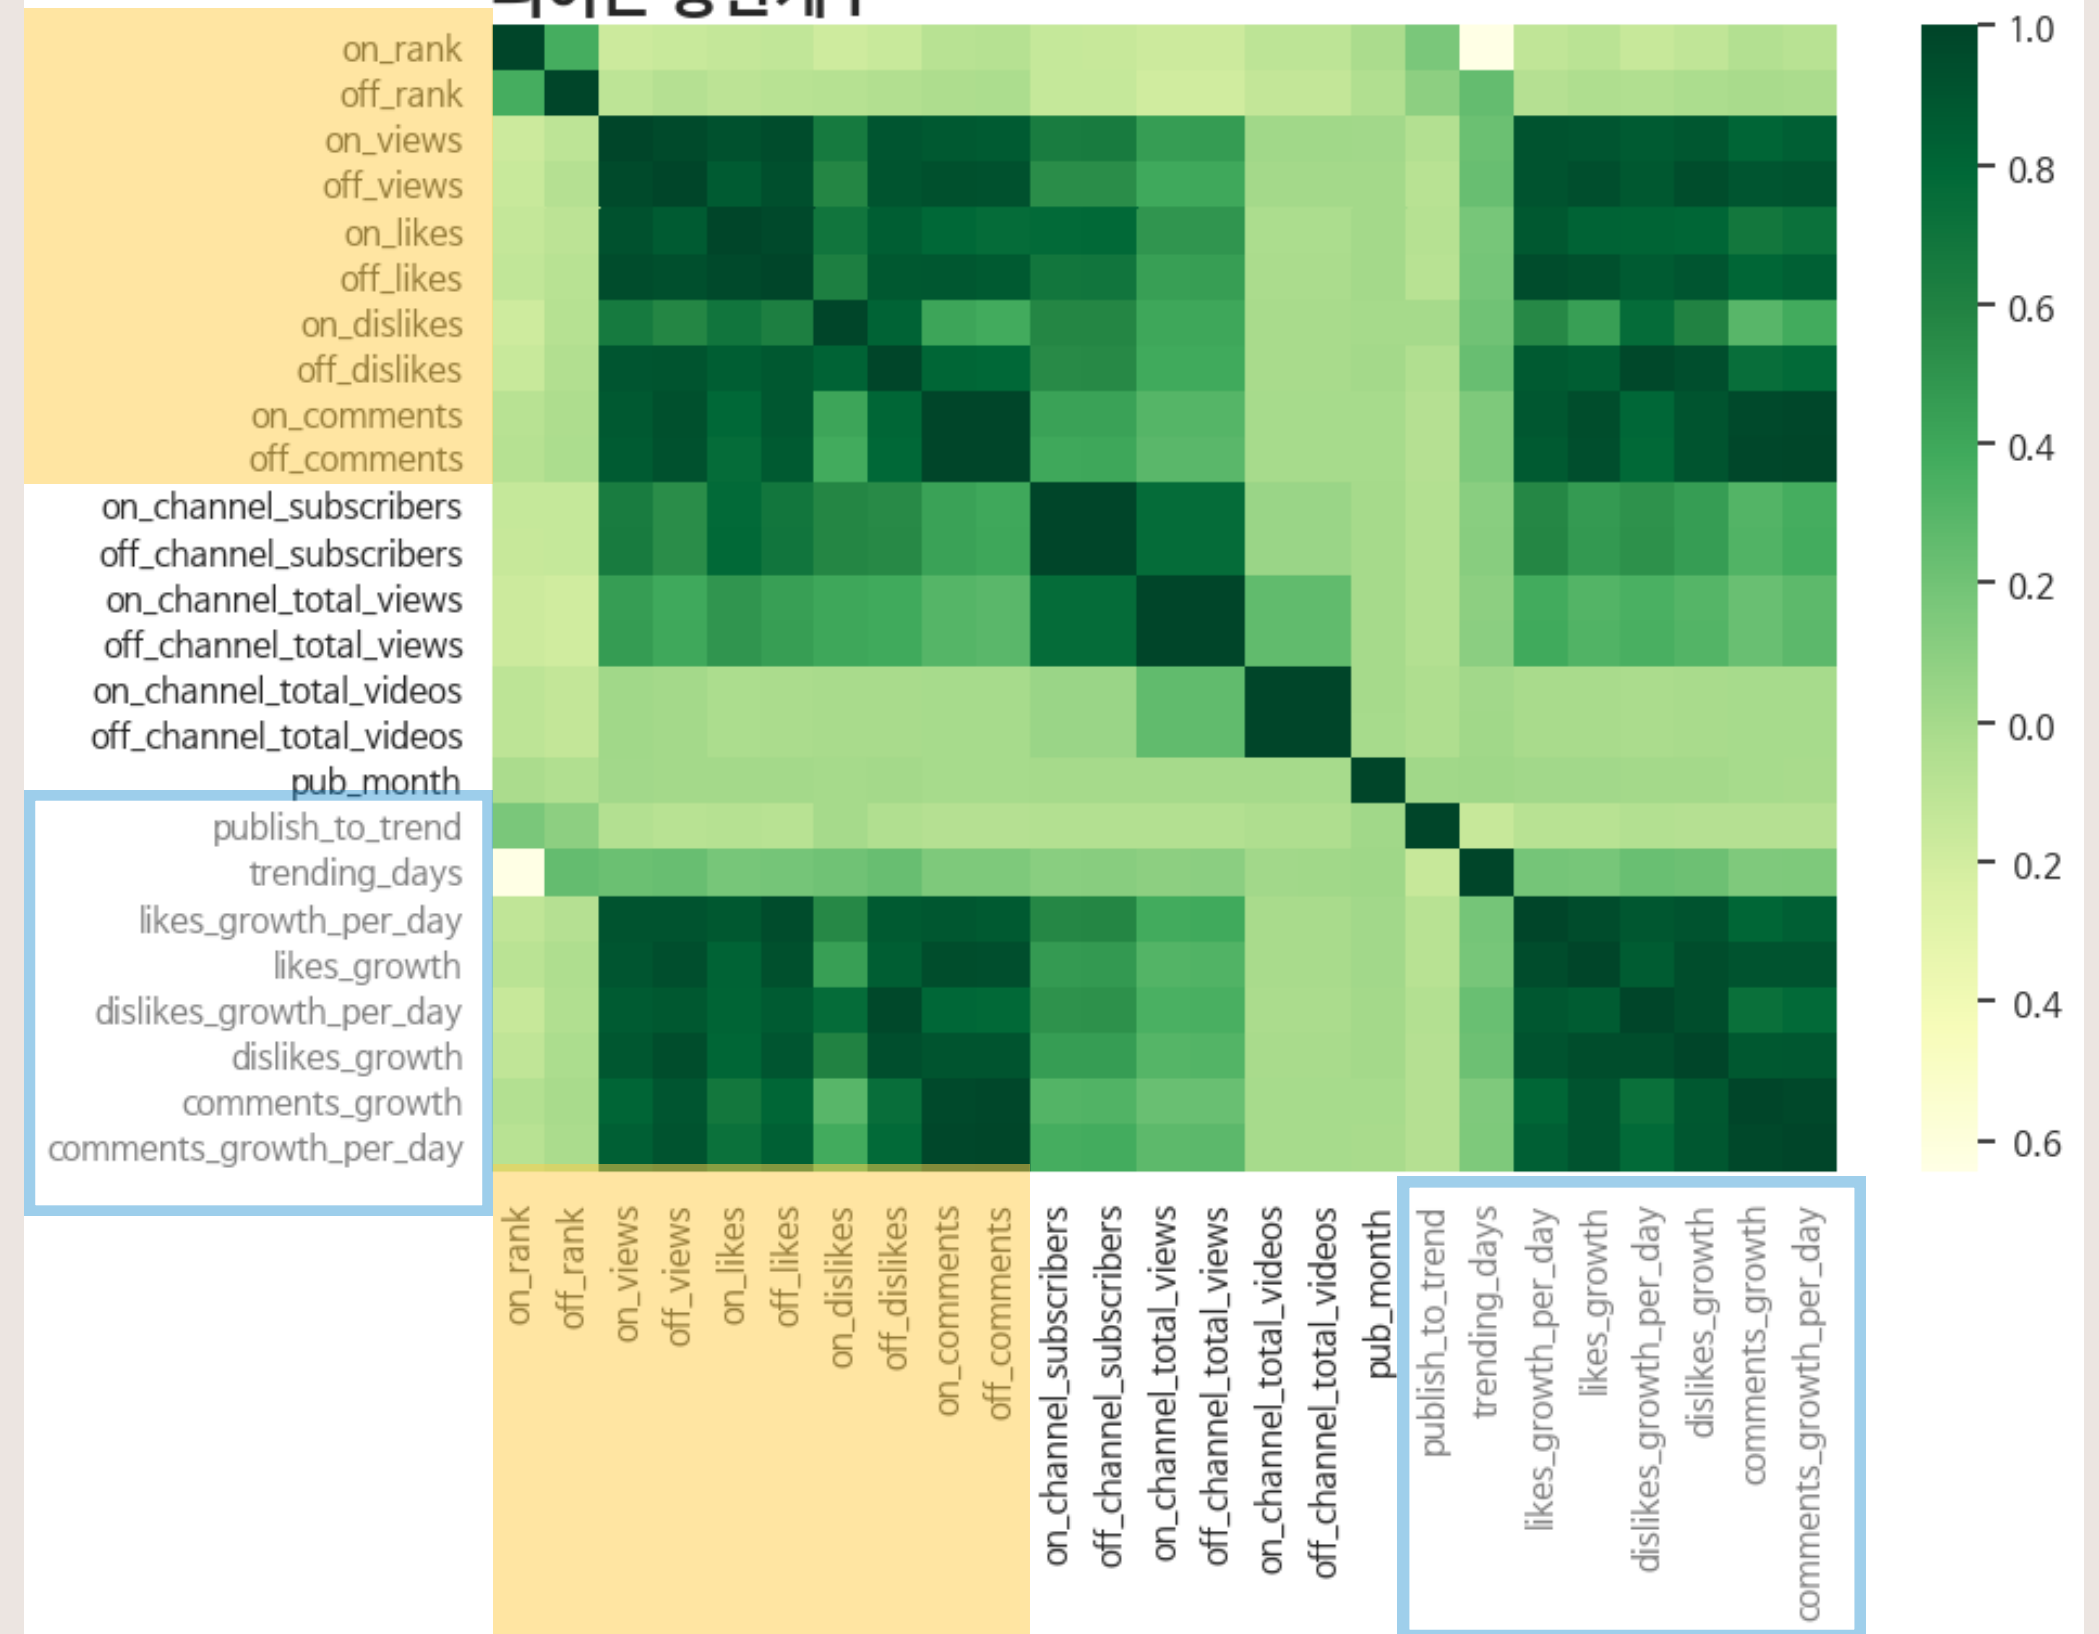 on_rank
off_rank
on_views
off_views
on_likes
off_likes
on_dislikes
off_dislikes
on_comments
off_comments
on_channel_subscribers
off_channel_subscribers
on_channel_total_views
off_channel_total_views
on_channel_total_videos
off_channel_total_videos
pub_month
publish_to_trend
trending_days
likes_growth_per_day
likes_growth
dislikes_growth_per_day
dislikes_growth
comments_growth
comments_growth_per_day
1.0
0.8
0.6
0.4
0.2
0.0
0.2
0.4
0.6
on_rank
off_rank
on_views
off_views
on_likes
off_likes
on_dislikes
off_dislikes
on_comments
off_comments
on_channel_subscribers
off_channel_subscribers
on_channel_total_views
off_channel_total_views
on_channel_total_videos
off_channel_total_videos
pub_month
publish_to_trend
trending_days
likes_growth_per_day
likes_growth
dislikes_growth_per_day
dislikes_growth
comments_growth
comments_growth_per_day